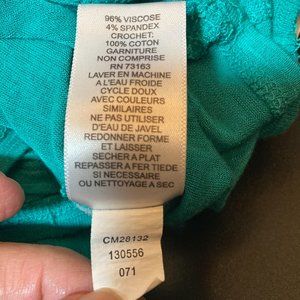 96% VISCOSE
4% SPANDEX
CROCHET:
100% COTON
GARNITURE
NON COMPRISE
RN 73163
LAVER EN MACHINE
A L'EAU FROIDE
CYCLE DOUX
AVEC COULEURS
SIMILAIRES
NE PAS UTILISER
D'EAU DE JAVEL
REDONNER FORME
ET LAISSER
SECHER A PLAT
REPASSER A FER TIEDE
SI NECESSAIRE
OU NETTOYAGE A SEC
CM28132
130556
071